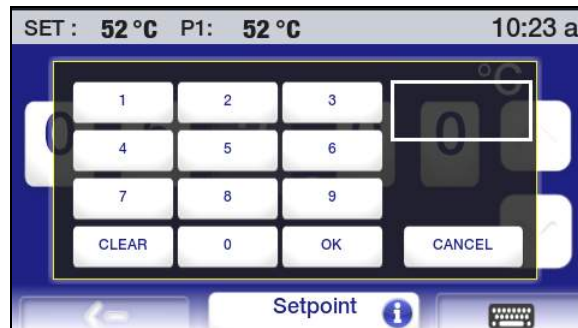 SET : 52 °C P1: 52 °C 10:23 a
°C
1 2 3
4 5 6
0
7 8 9
CLEAR 0 OK CANCEL
Setpoint i